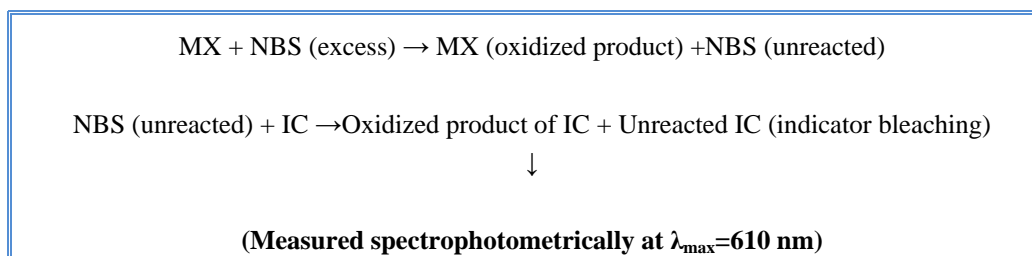 MX + NBS (excess) → MX (oxidized product) +NBS (unreacted)
NBS (unreacted) + IC →Oxidized product of IC + Unreacted IC (indicator bleaching)
↓
(Measured spectrophotometrically at λmax=610 nm)